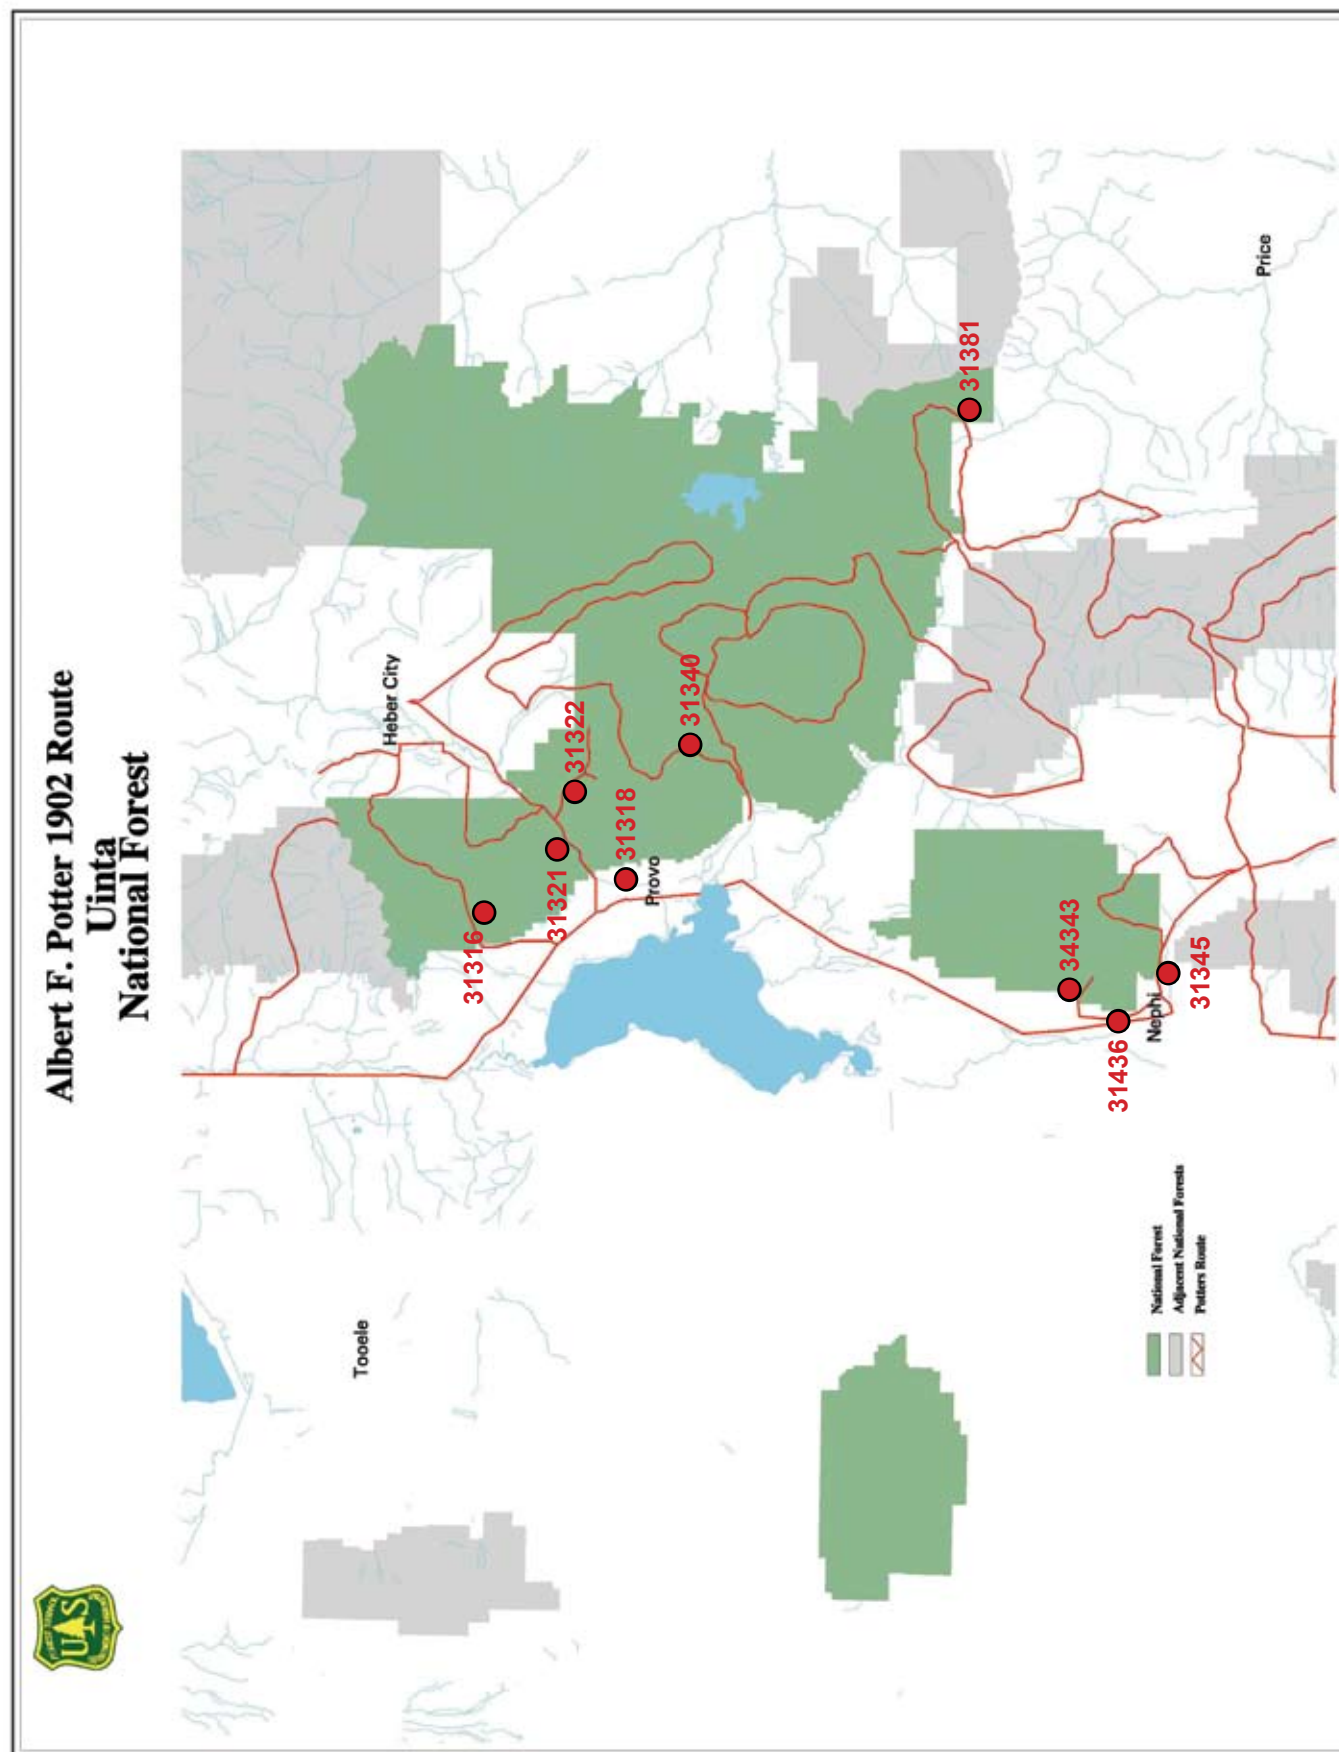 Albert F. Potter 1902 Route
Uinta
National Forest
UAS
Heber City
Tooele
Provo
Nephi
Price
31316
31321
31322
31318
31340
31381
34343
31436
31345
National Forest
Adjacent National Forests
Potters Route